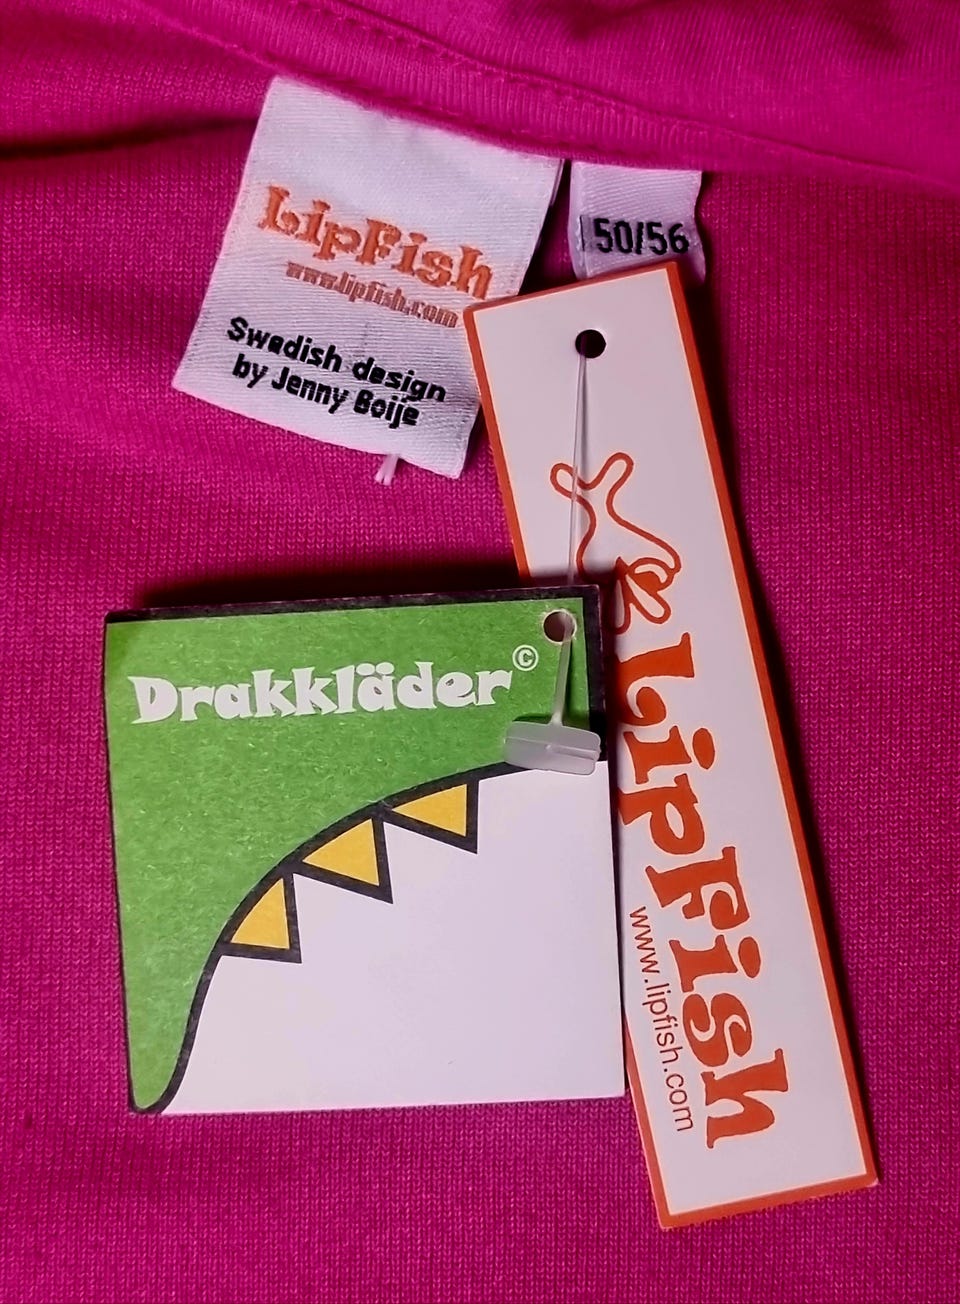 LipFish
www.lipfish.com
Swedish design
by Jenny Boije
50/56
Drakkläder©
LipFish
www.lipfish.com